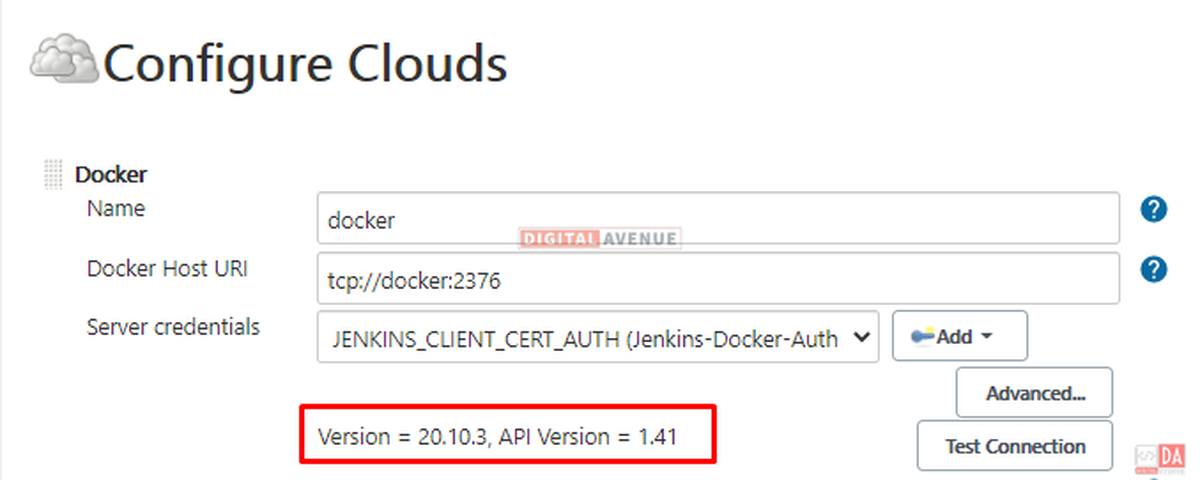 Configure Clouds
Docker
Name
docker
DIGITAL AVENUE
Docker Host URI
tcp://docker:2376
Server credentials
JENKINS_CLIENT_CERT_AUTH (Jenkins-Docker-Auth
Add
Advanced...
Version = 20.10.3, API Version = 1.41
Test Connection
DA